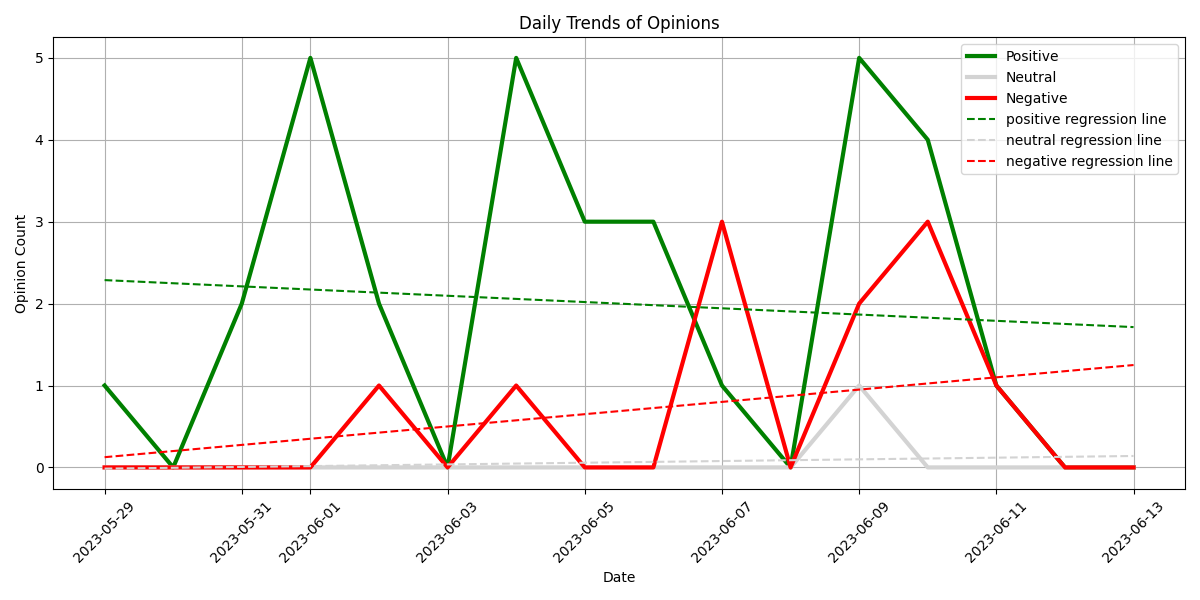 Daily Trends of Opinions
Positive
Neutral
Negative
positive regression line
neutral regression line
negative regression line
Opinion Count
5
4
3
2
1
0
2023-05-29
2023-05-31
2023-06-01
2023-06-03
2023-06-05
2023-06-07
2023-06-09
2023-06-11
2023-06-13
Date